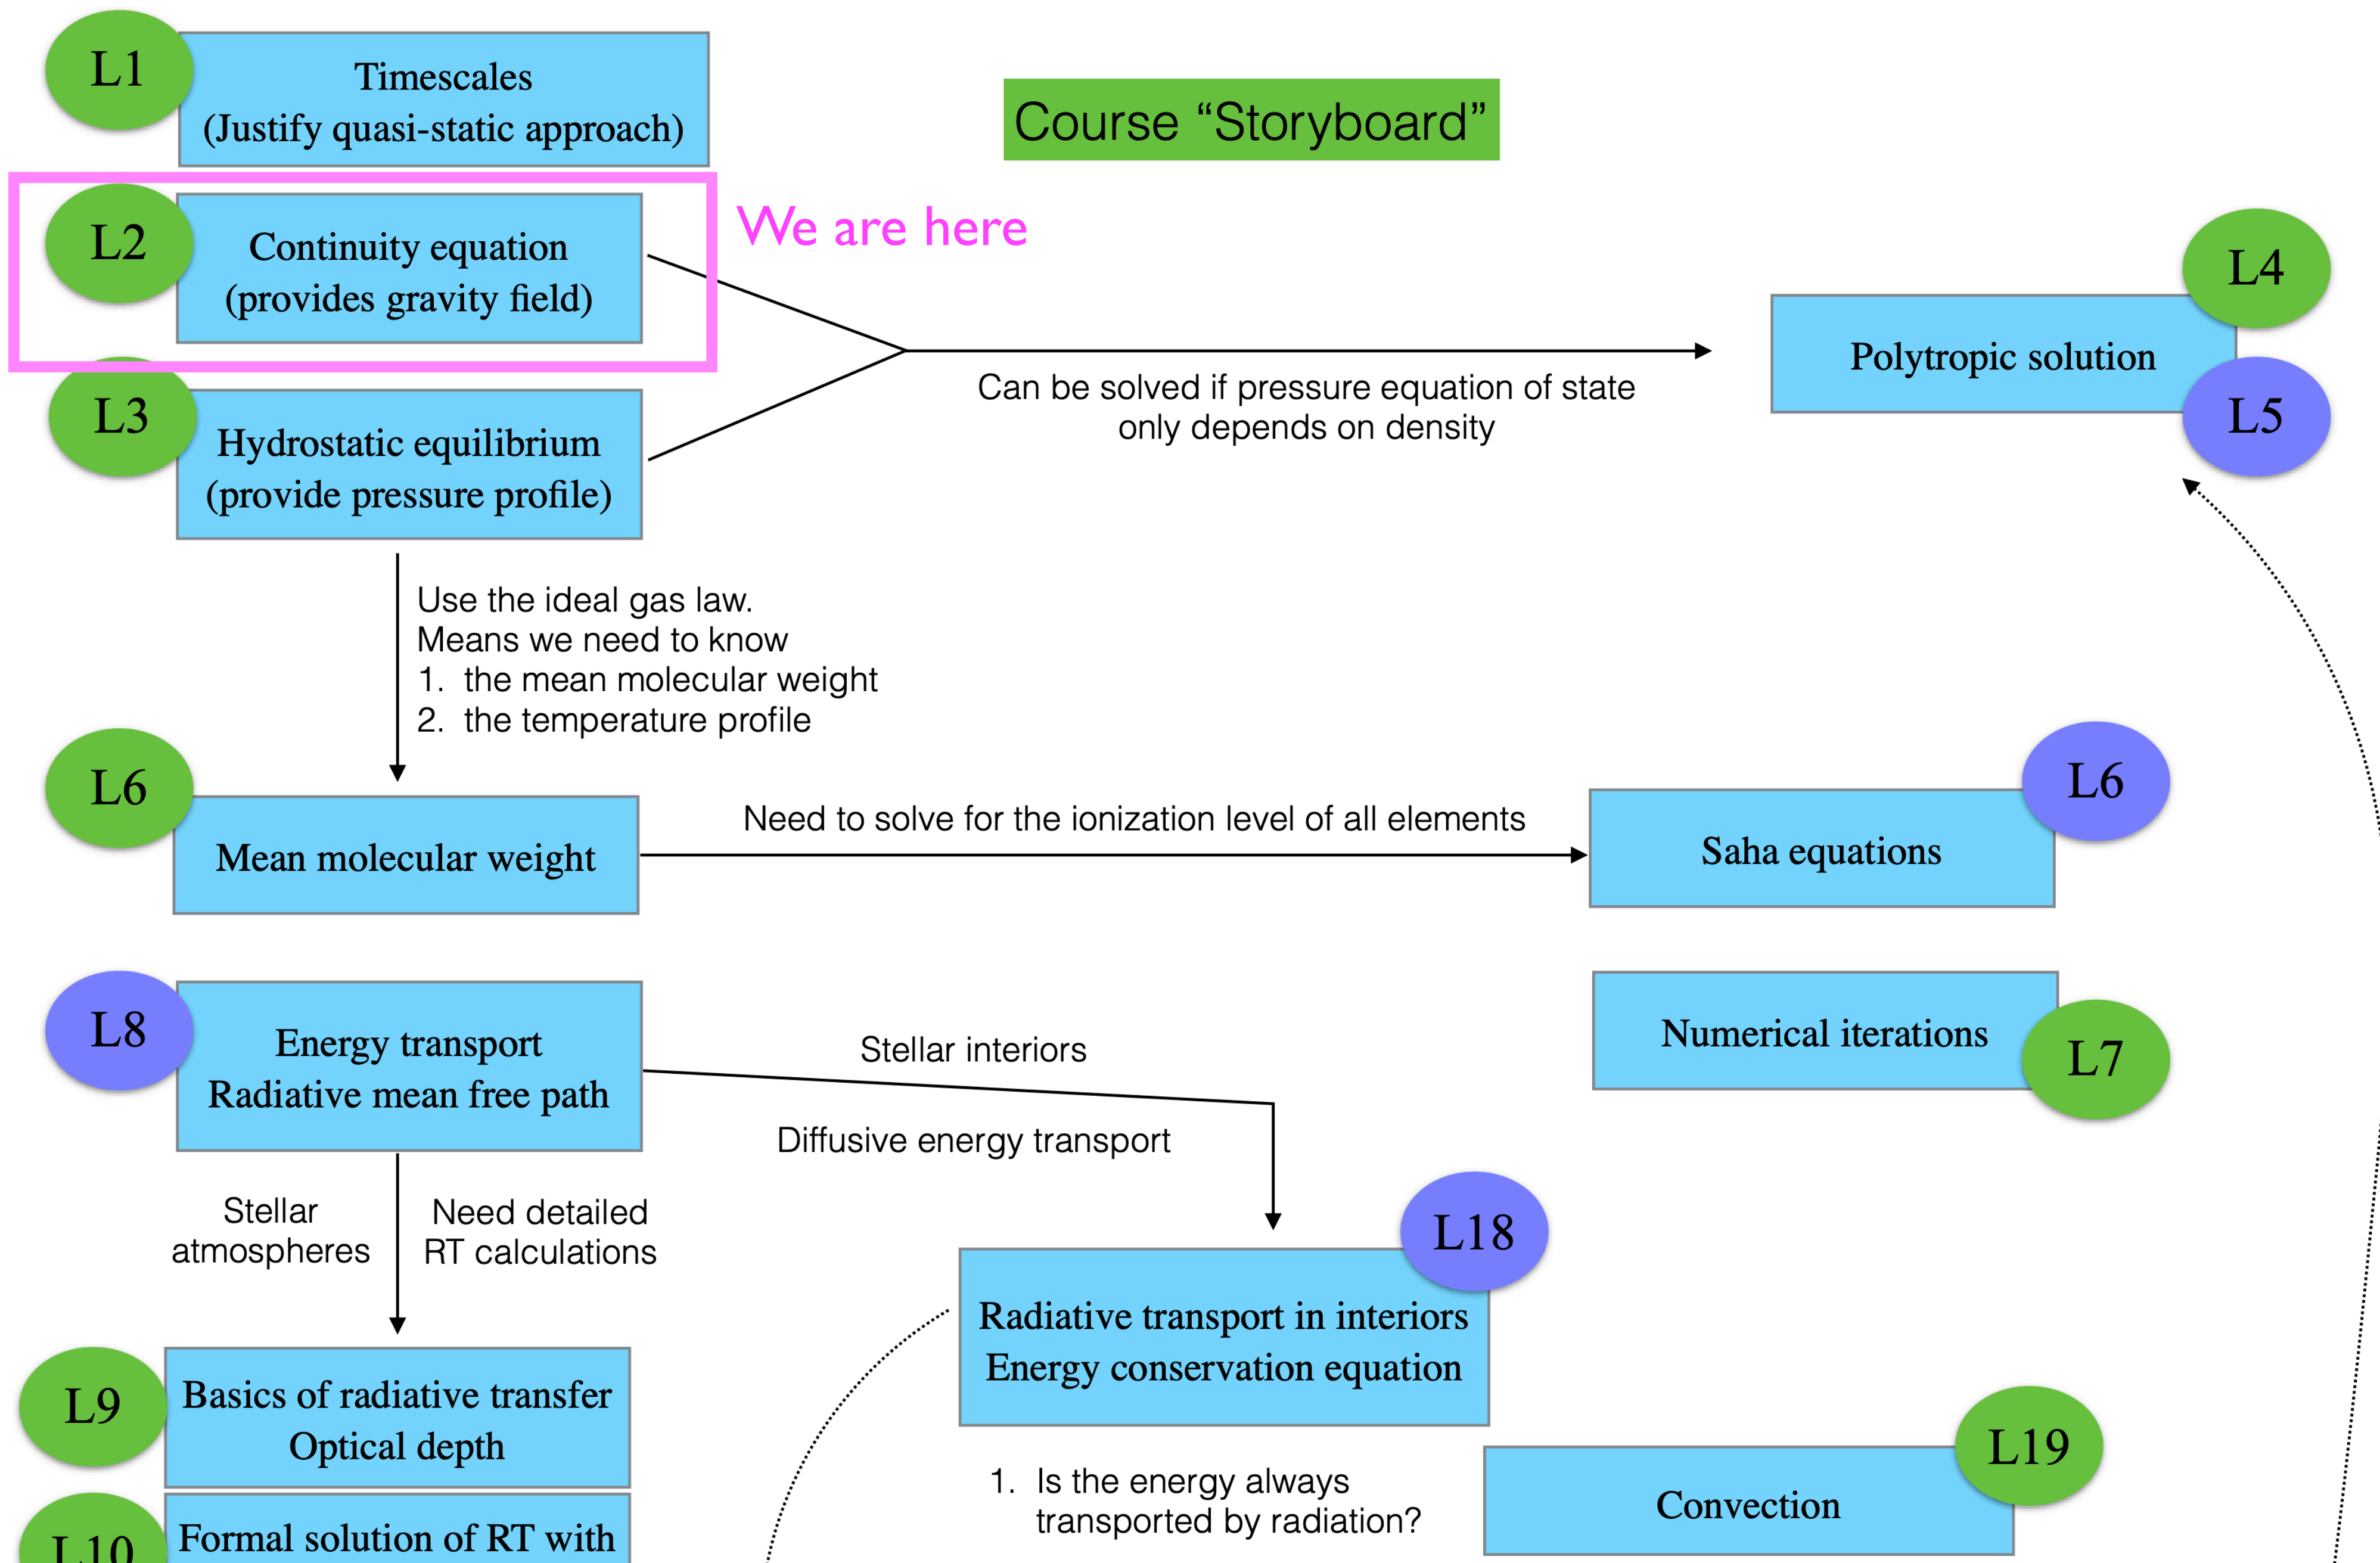 L1
Timescales
(Justify quasi-static approach)
Course “Storyboard”
L2
Continuity equation
(provides gravity field)
We are here
L3
Hydrostatic equilibrium
(provide pressure profile)
Can be solved if pressure equation of state
only depends on density
L4
Polytropic solution
L5
Use the ideal gas law.
Means we need to know
1. the mean molecular weight
2. the temperature profile
L6
Mean molecular weight
Need to solve for the ionization level of all elements
L6
Saha equations
Numerical iterations
L7
L8
Energy transport
Radiative mean free path
Stellar interiors
Diffusive energy transport
Stellar
atmospheres
Need detailed
RT calculations
L18
Radiative transport in interiors
Energy conservation equation
L9
Basics of radiative transfer
Optical depth
1. Is the energy always
transported by radiation?
L19
Convection
L10
Formal solution of RT with